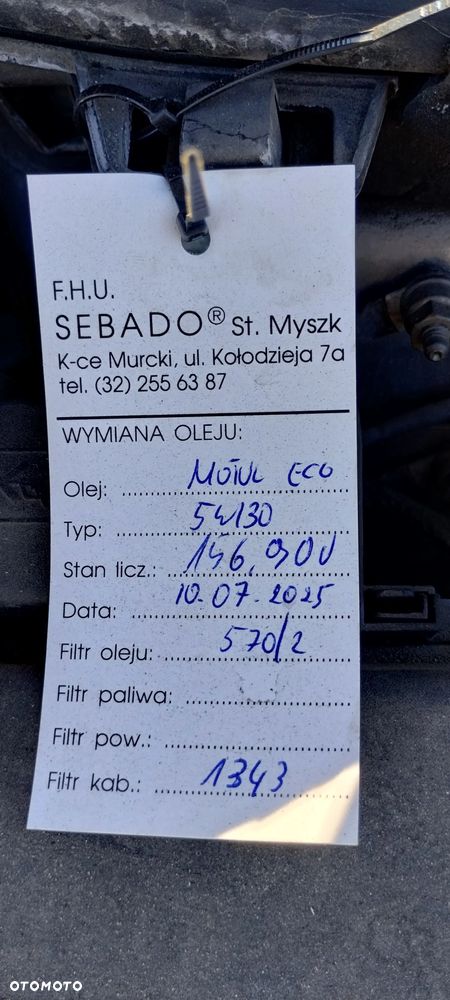 F.H.U.
SEBADO® St. Myszk
K-ce Murcki, ul. Kołodzieja 7a
tel. (32) 255 63 87
WYMIANA OLEJU:
Olej: MOTUL ECO
Typ: 5W30
Stan licz.: 146.900
Data: 10.07.2025
Filtr oleju: 570/2
Filtr paliwa:
Filtr pow.:
Filtr kab.: 1343
OTOMOTO